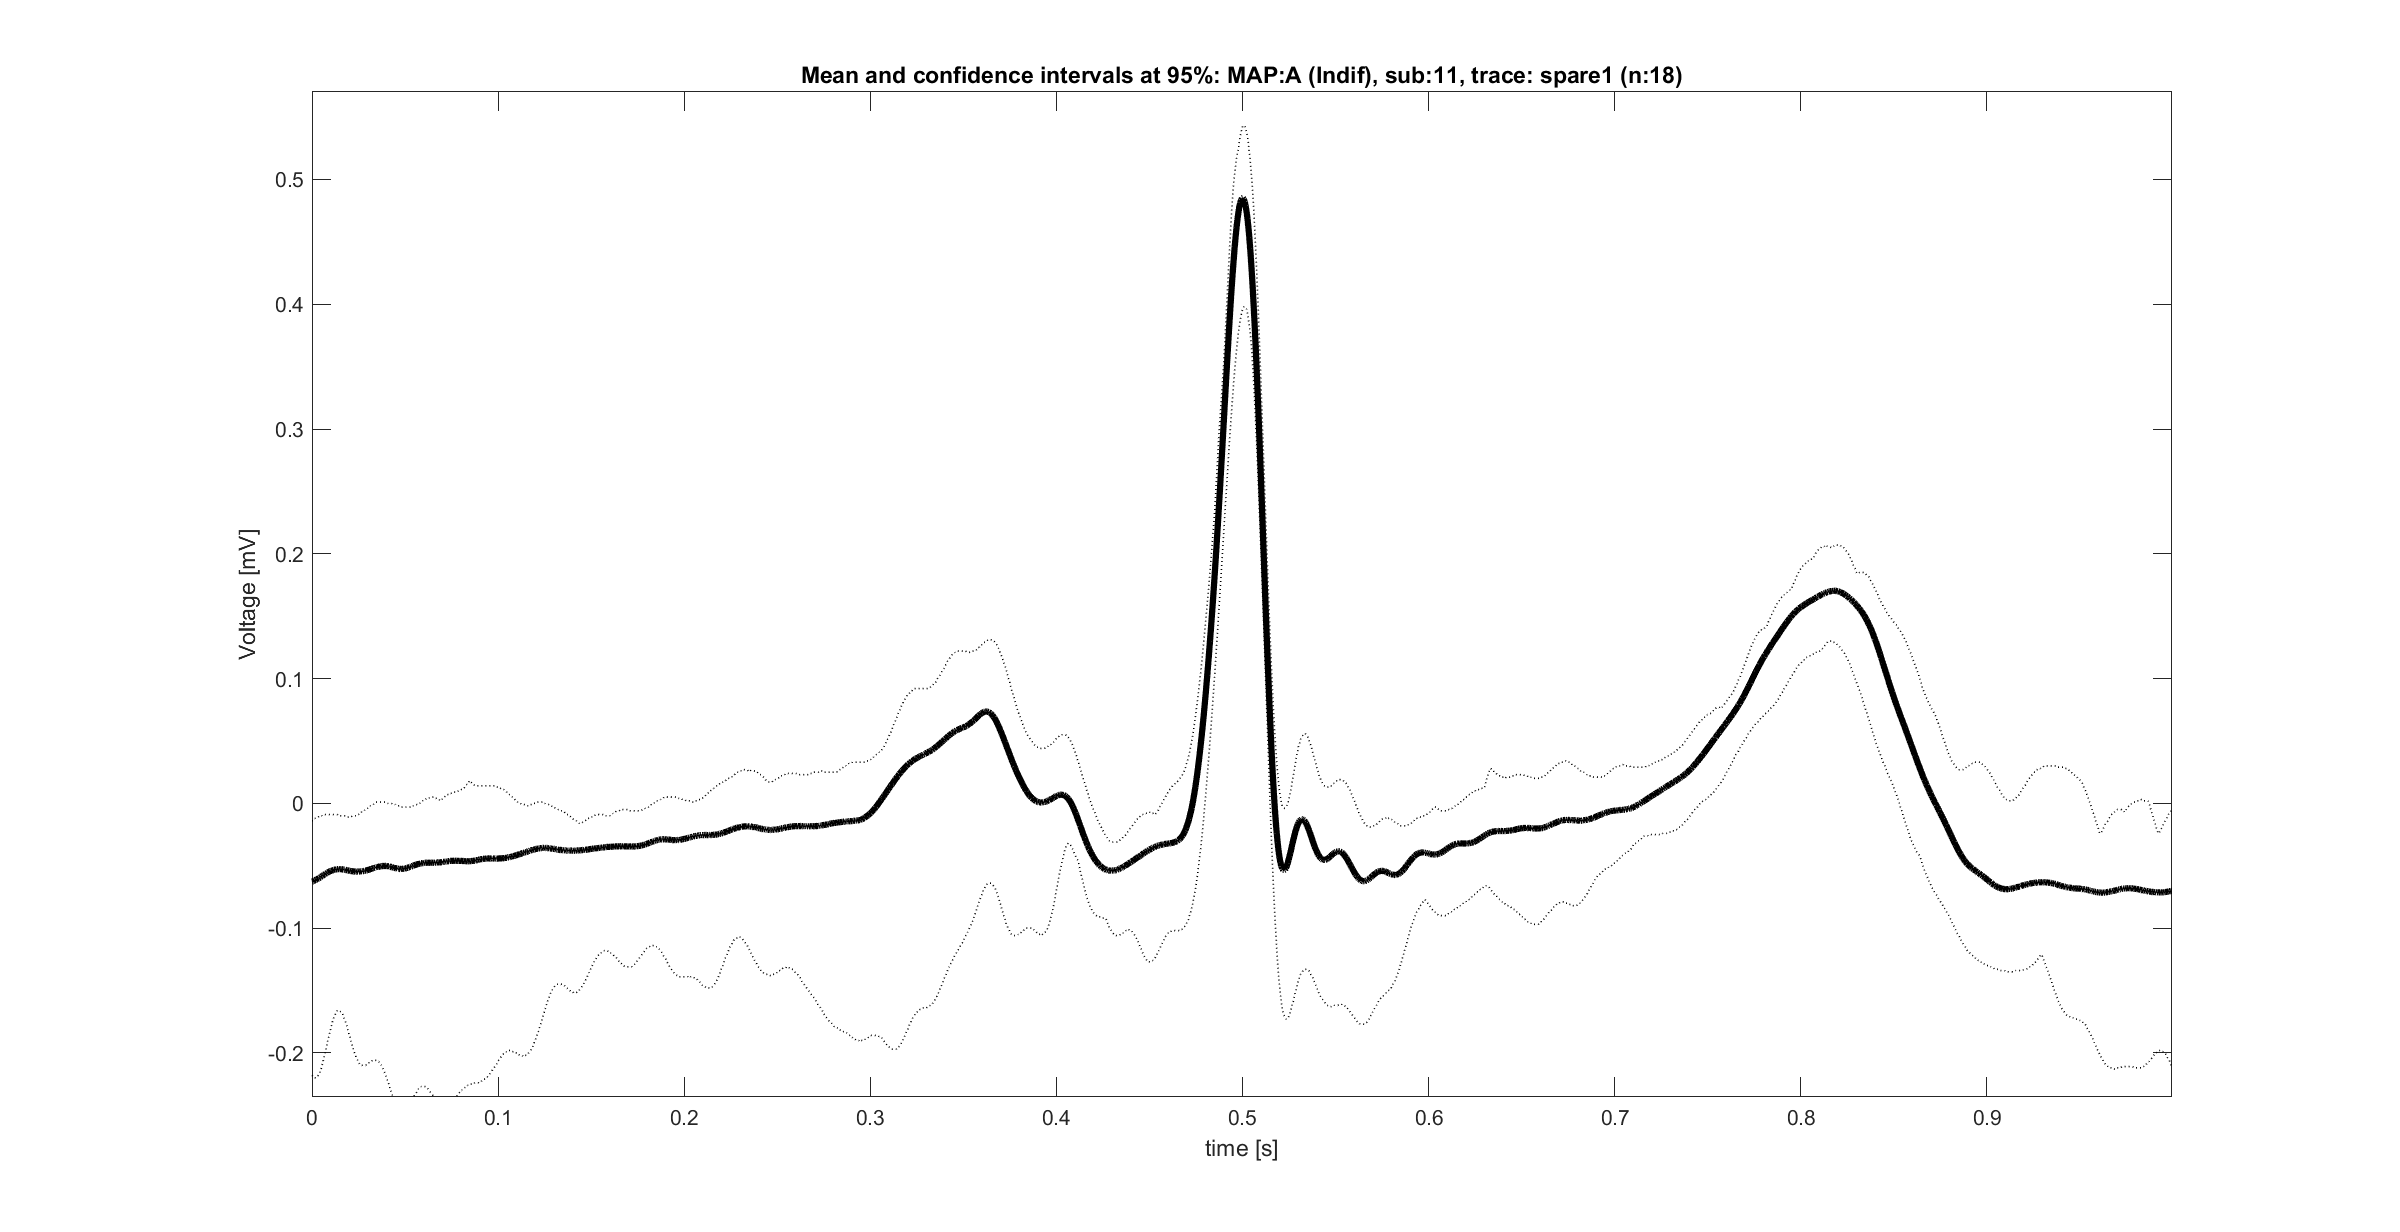 Mean and confidence intervals at 95%: MAP:A (Indif), sub:11, trace: spare1 (n:18)
Voltage [mV]
0.5
0.4
0.3
0.2
0.1
0
-0.1
-0.2
0 0.1 0.2 0.3 0.4 0.5 0.6 0.7 0.8 0.9
time [s]